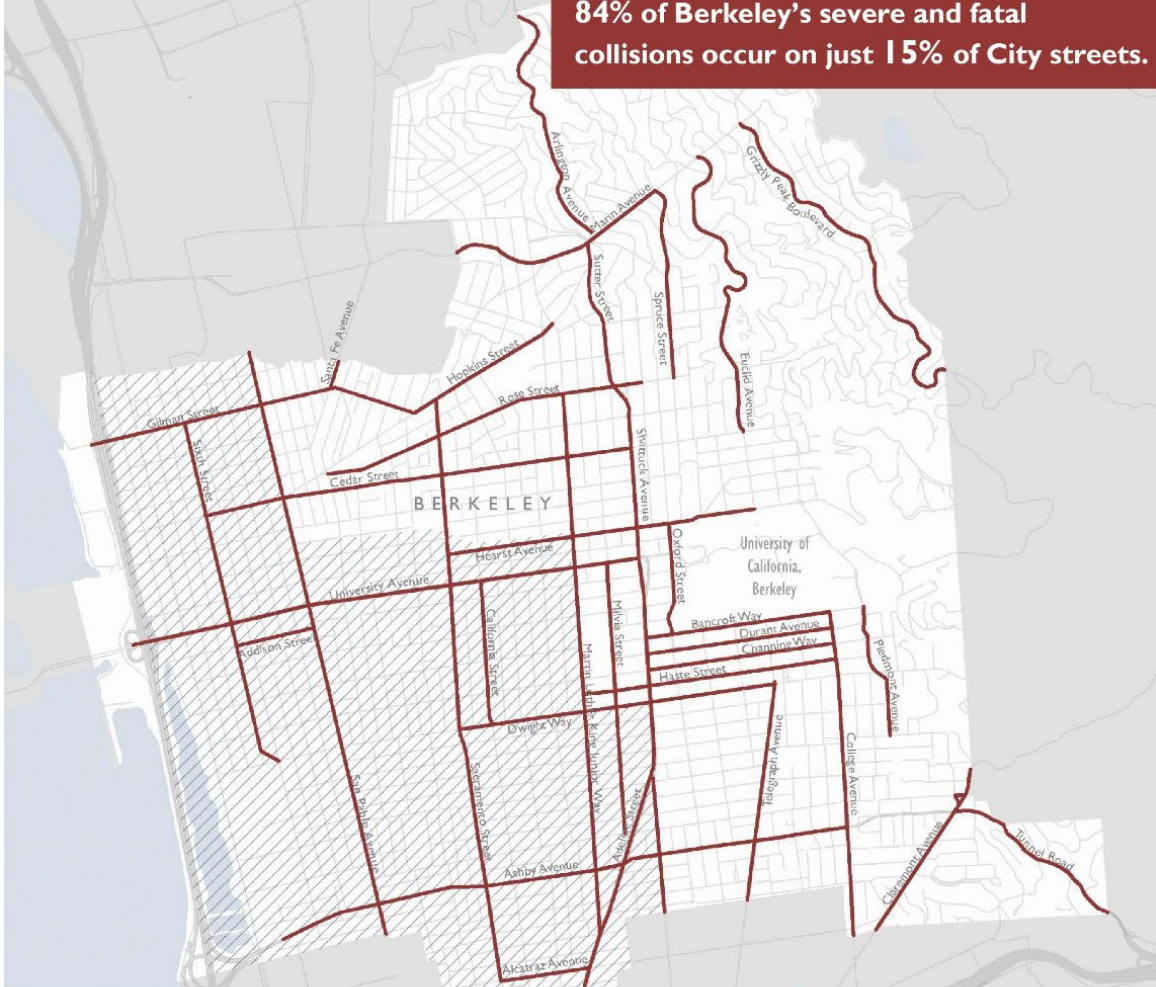 84% of Berkeley's severe and fatal
collisions occur on just 15% of City streets.
Arlington Avenue
Marin Avenue
Grizzly Peak Boulevard
Sutter Street
Spruce Street
Santa Fe Avenue
Hopkins Street
Euclid Avenue
Rose Street
Gilman Street
Sixth Street
Shattuck Avenue
Cedar Street
BERKELEY
Oxford Street
University of
California,
Berkeley
Hearst Avenue
University Avenue
California Street
Milvia Street
Bancroft Way
Durant Avenue
Channing Way
Addison Street
Haste Street
Piedmont Avenue
Martin Luther King Junior Way
Dwight Way
Telegraph Avenue
College Avenue
San Pablo Avenue
Sacramento Street
Adeline Street
Ashby Avenue
Claremont Avenue
Tunnel Road
Alcatraz Avenue